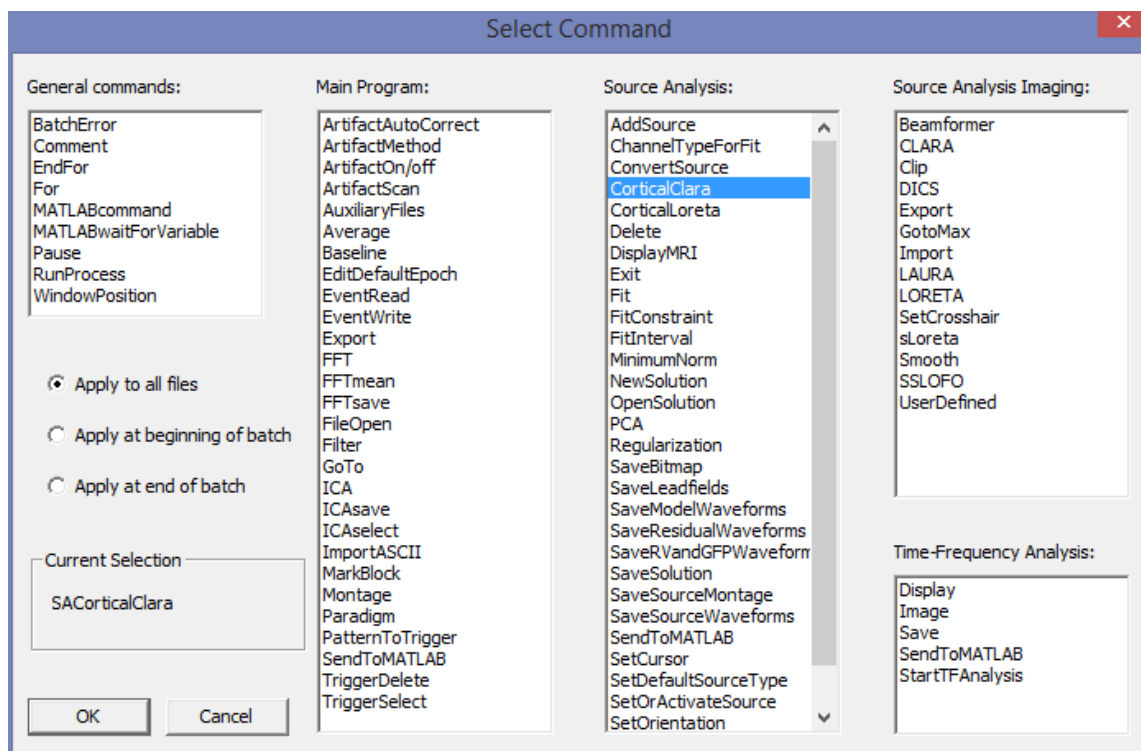 Select Command
General commands:
BatchError
Comment
EndFor
For
MATLABcommand
MATLABwaitForVariable
Pause
RunProcess
WindowPosition
Apply to all files
Apply at beginning of batch
Apply at end of batch
Current Selection
SACorticalClara
OK
Cancel
Main Program:
ArtifactAutoCorrect
ArtifactMethod
ArtifactOn/off
ArtifactScan
AuxiliaryFiles
Average
Baseline
EditDefaultEpoch
EventRead
EventWrite
Export
FFT
FFTmean
FFTsave
FileOpen
Filter
GoTo
ICA
ICAsave
ICAselect
ImportASCII
MarkBlock
Montage
Paradigm
PatternToTrigger
SendToMATLAB
TriggerDelete
TriggerSelect
Source Analysis:
AddSource
ChannelTypeForFit
ConvertSource
CorticalClara
CorticalLoreta
Delete
DisplayMRI
Exit
Fit
FitConstraint
FitInterval
MinimumNorm
NewSolution
OpenSolution
PCA
Regularization
SaveBitmap
SaveLeadfields
SaveModelWaveforms
SaveResidualWaveforms
SaveRVandGFPWaveform
SaveSolution
SaveSourceMontage
SaveSourceWaveforms
SendToMATLAB
SetCursor
SetDefaultSourceType
SetOrActivateSource
SetOrientation
Source Analysis Imaging:
Beamformer
CLARA
Clip
DICS
Export
GotoMax
Import
LAURA
LORETA
SetCrosshair
sLoreta
Smooth
SSLOFO
UserDefined
Time-Frequency Analysis:
Display
Image
Save
SendToMATLAB
StartTFAnalysis